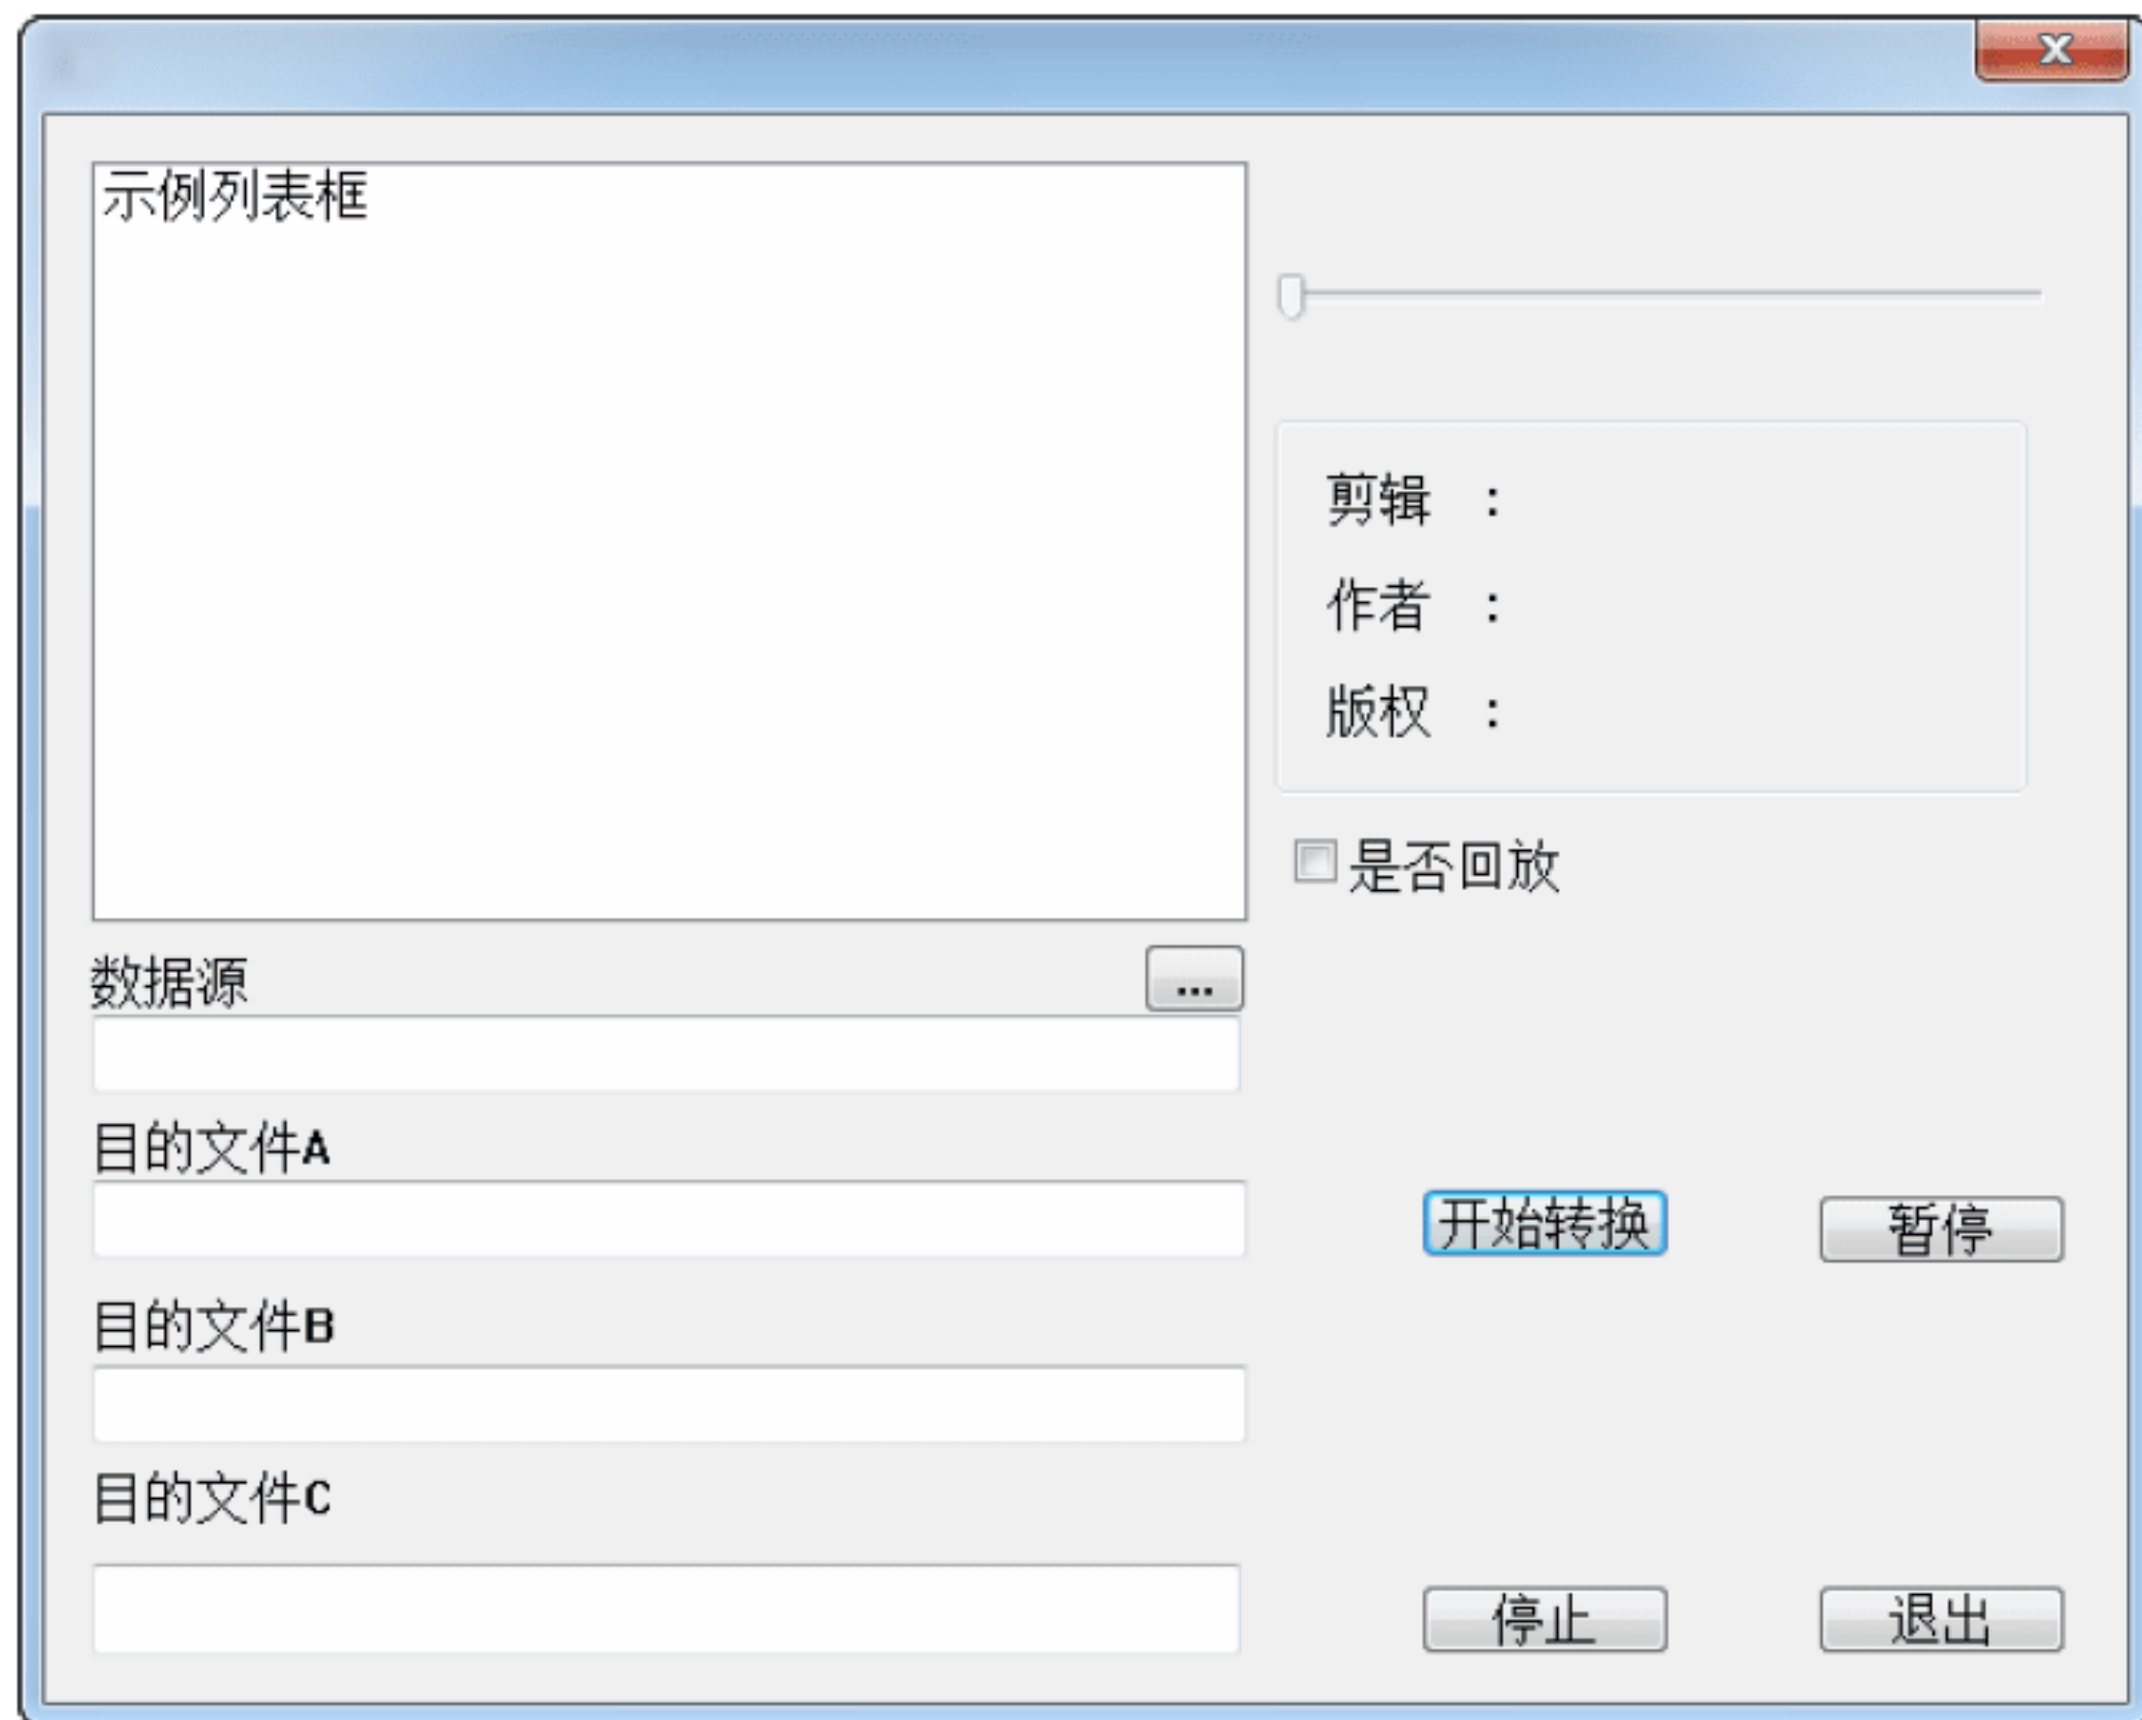 示例列表框
剪辑 :
作者 :
版权 :
是否回放
数据源
...
目的文件A
开始转换
暂停
目的文件B
目的文件C
停止
退出